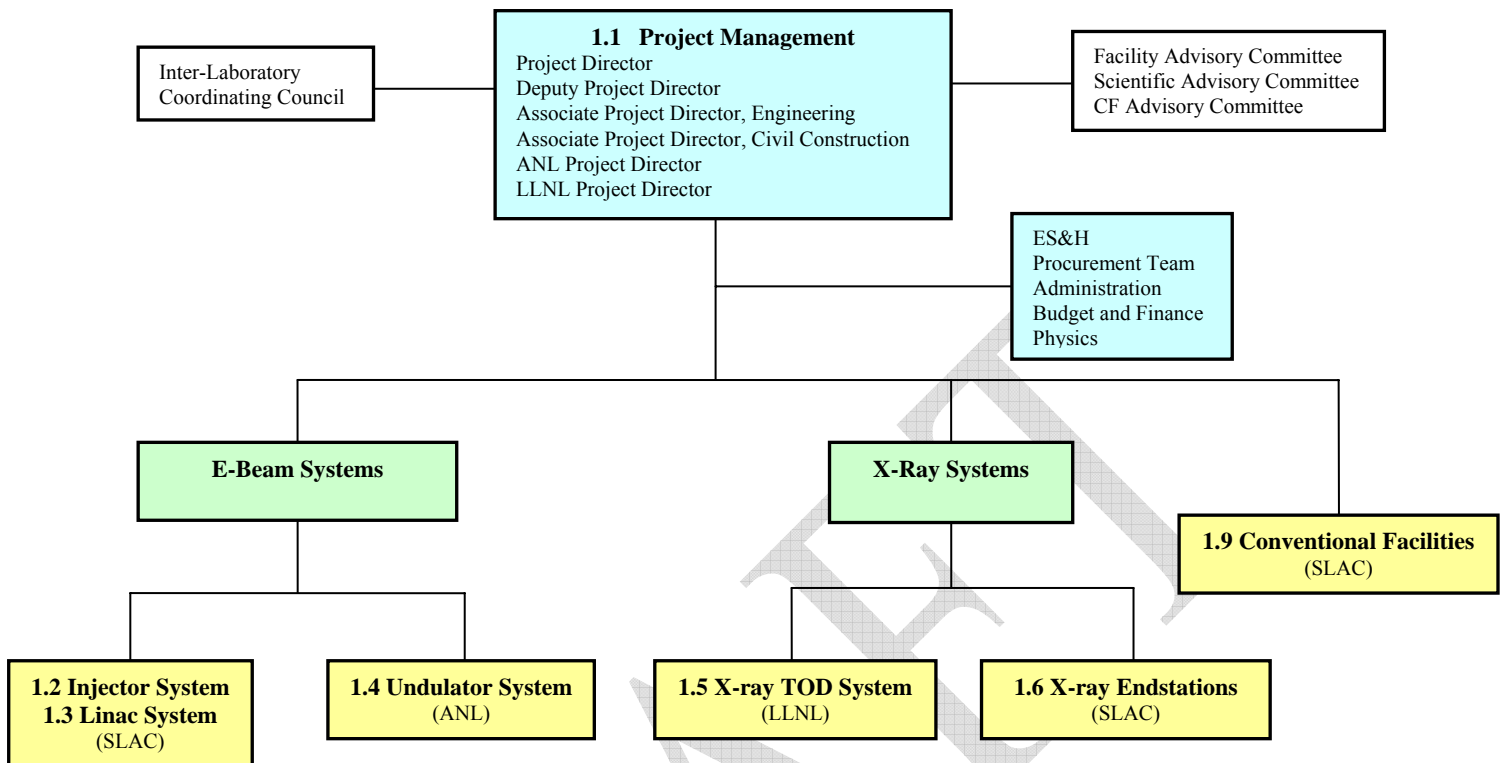 1.1 Project Management
Project Director
Deputy Project Director
Associate Project Director, Engineering
Associate Project Director, Civil Construction
ANL Project Director
LLNL Project Director
Inter-Laboratory
Coordinating Council
Facility Advisory Committee
Scientific Advisory Committee
CF Advisory Committee
ES&H
Procurement Team
Administration
Budget and Finance
Physics
E-Beam Systems
X-Ray Systems
1.9 Conventional Facilities
(SLAC)
1.2 Injector System
1.3 Linac System
(SLAC)
1.4 Undulator System
(ANL)
1.5 X-ray TOD System
(LLNL)
1.6 X-ray Endstations
(SLAC)